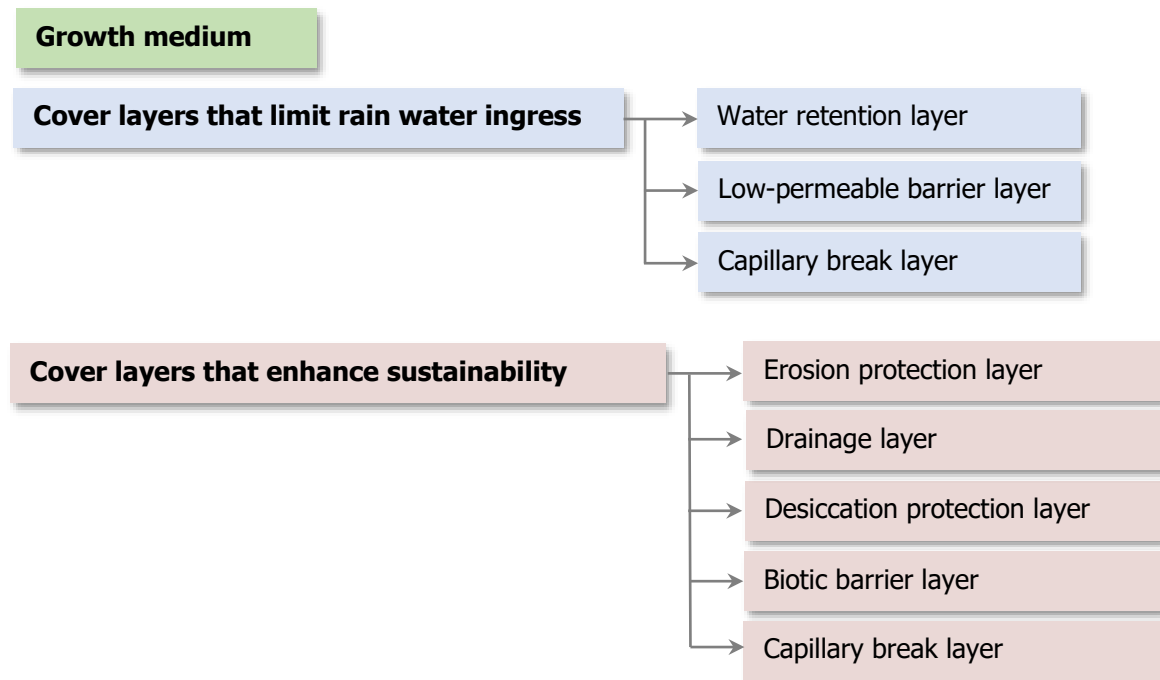 Growth medium
Cover layers that limit rain water ingress
Water retention layer
Low-permeable barrier layer
Capillary break layer
Cover layers that enhance sustainability
Erosion protection layer
Drainage layer
Desiccation protection layer
Biotic barrier layer
Capillary break layer